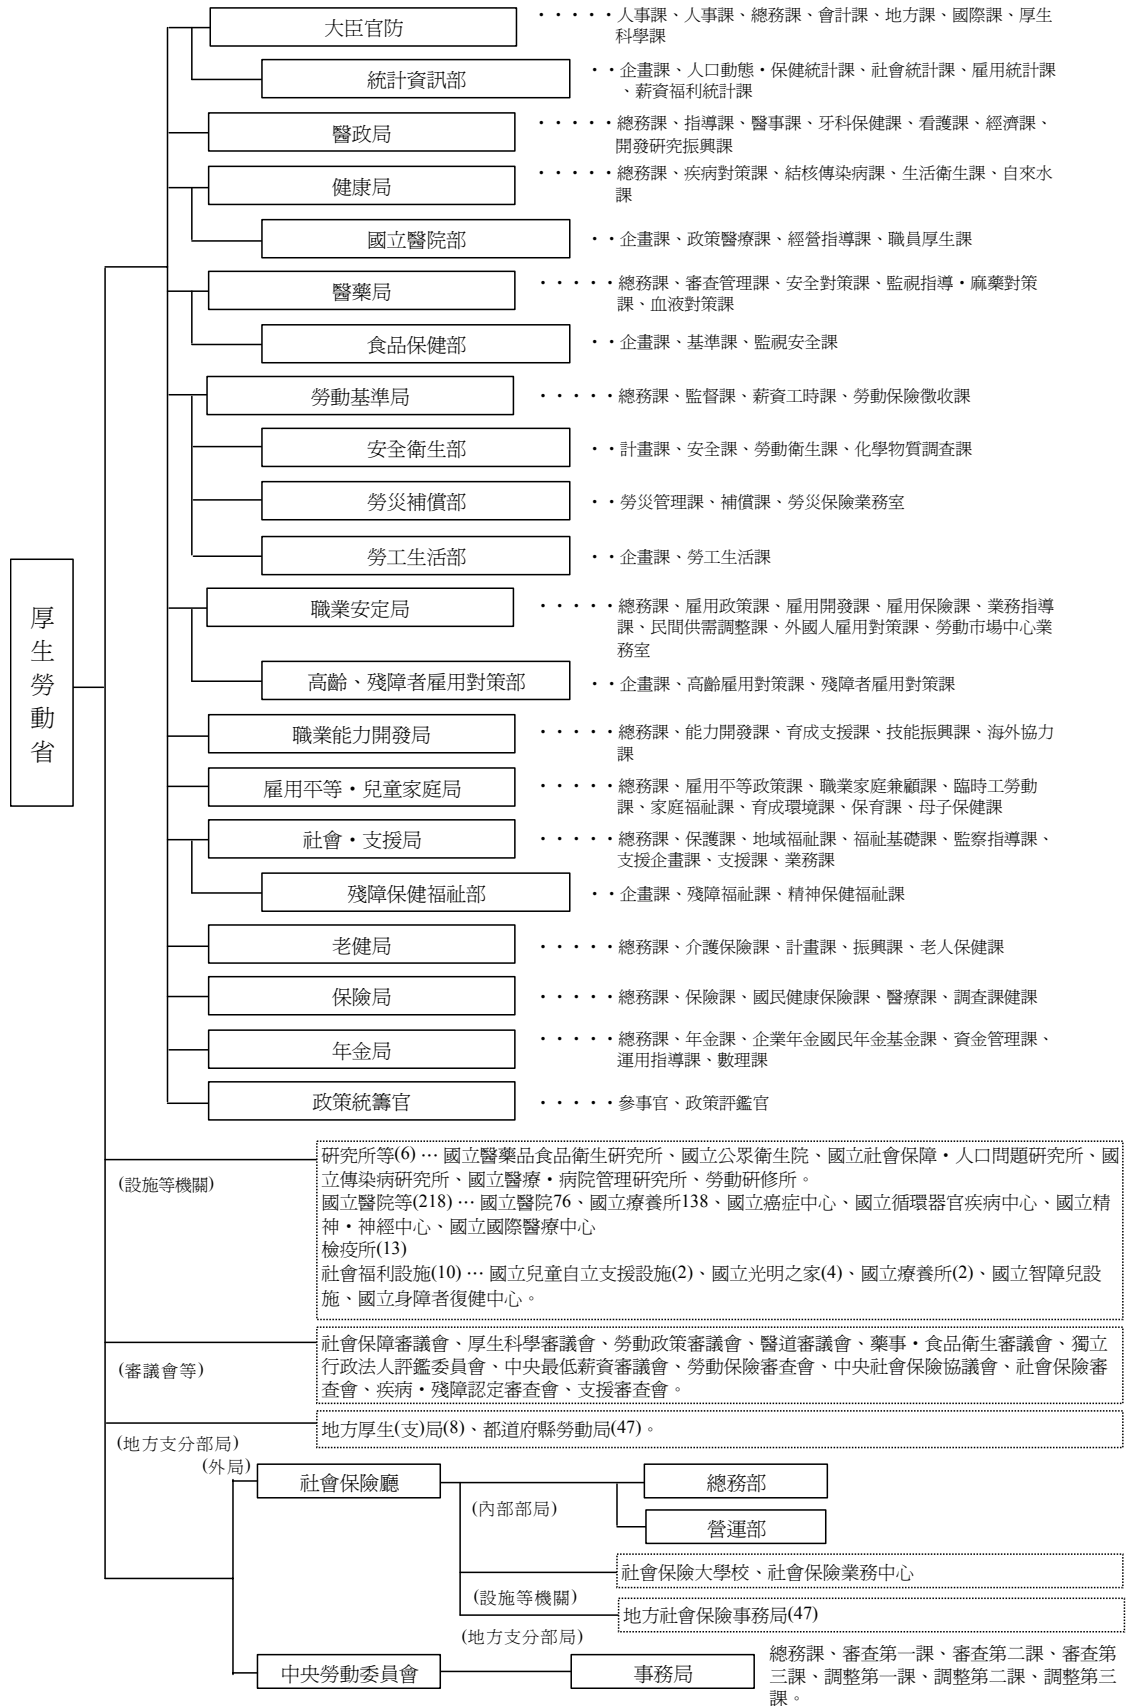 厚生勞動省
大臣官防
・・・・・人事課、人事課、總務課、會計課、地方課、國際課、厚生
科學課
統計資訊部
・・企畫課、人口動態・保健統計課、社會統計課、雇用統計課
、薪資福利統計課
醫政局
・・・・・總務課、指導課、醫事課、牙科保健課、看護課、經濟課、
開發研究振興課
健康局
・・・・・總務課、疾病對策課、結核傳染病課、生活衛生課、自來水
課
國立醫院部
・・企畫課、政策醫療課、經營指導課、職員厚生課
醫藥局
・・・・・總務課、審查管理課、安全對策課、監視指導・麻藥對策
課、血液對策課
食品保健部
・・企畫課、基準課、監視安全課
勞動基準局
・・・・・總務課、監督課、薪資工時課、勞動保險徵收課
安全衛生部
・・計畫課、安全課、勞動衛生課、化學物質調查課
勞災補償部
・・勞災管理課、補償課、勞災保險業務室
勞工生活部
・・企畫課、勞工生活課
職業安定局
・・・・・總務課、雇用政策課、雇用開發課、雇用保險課、業務指導
課、民間供需調整課、外國人雇用對策課、勞動市場中心業
務室
高齡、殘障者雇用對策部
・・企畫課、高齡雇用對策課、殘障者雇用對策課
職業能力開發局
・・・・・總務課、能力開發課、育成支援課、技能振興課、海外協力
課
雇用平等・兒童家庭局
・・・・・總務課、雇用平等政策課、職業家庭兼顧課、臨時工勞動
課、家庭福祉課、育成環境課、保育課、母子保健課
社會・支援局
・・・・・總務課、保護課、地域福祉課、福祉基礎課、監察指導課、
支援企畫課、支援課、業務課
殘障保健福祉部
・・企畫課、殘障福祉課、精神保健福祉課
老健局
・・・・・總務課、介護保險課、計畫課、振興課、老人保健課
保險局
・・・・・總務課、保險課、國民健康保險課、醫療課、調查課健課
年金局
・・・・・總務課、年金課、企業年金國民年金基金課、資金管理課、
運用指導課、數理課
政策統籌官
・・・・・參事官、政策評鑑官
(設施等機關)
研究所等(6) … 國立醫藥品食品衛生研究所、國立公眾衛生院、國立社會保障・人口問題研究所、國
立傳染病研究所、國立醫療・病院管理研究所、勞動研修所。
國立醫院等(218) … 國立醫院76、國立療養所138、國立癌症中心、國立循環器官疾病中心、國立精
神・神經中心、國立國際醫療中心
檢疫所(13)
社會福利設施(10) … 國立兒童自立支援設施(2)、國立光明之家(4)、國立療養所(2)、國立智障兒設
施、國立身障者復健中心。
(審議會等)
社會保障審議會、厚生科學審議會、勞動政策審議會、醫道審議會、藥事・食品衛生審議會、獨立
行政法人評鑑委員會、中央最低薪資審議會、勞動保險審查會、中央社會保險協議會、社會保險審
查會、疾病・殘障認定審查會、支援審查會。
(地方支分部局)
地方厚生(支)局(8)、都道府縣勞動局(47)。
(外局)
社會保險廳
(內部部局)
總務部
營運部
(設施等機關)
社會保險大學校、社會保險業務中心
(地方支分部局)
地方社會保險事務局(47)
中央勞動委員會
事務局
總務課、審查第一課、審查第二課、審查第
三課、調整第一課、調整第二課、調整第三
課。